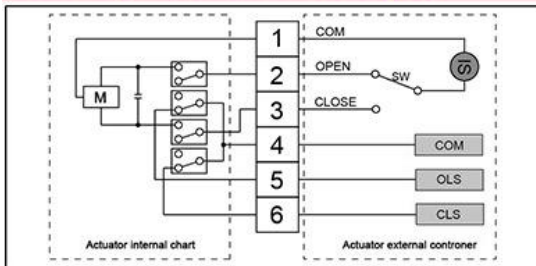 1
COM
2
OPEN
SW
SI
M
3
CLOSE
4
COM
5
OLS
6
CLS
Actuator internal chart
Actuator external controner